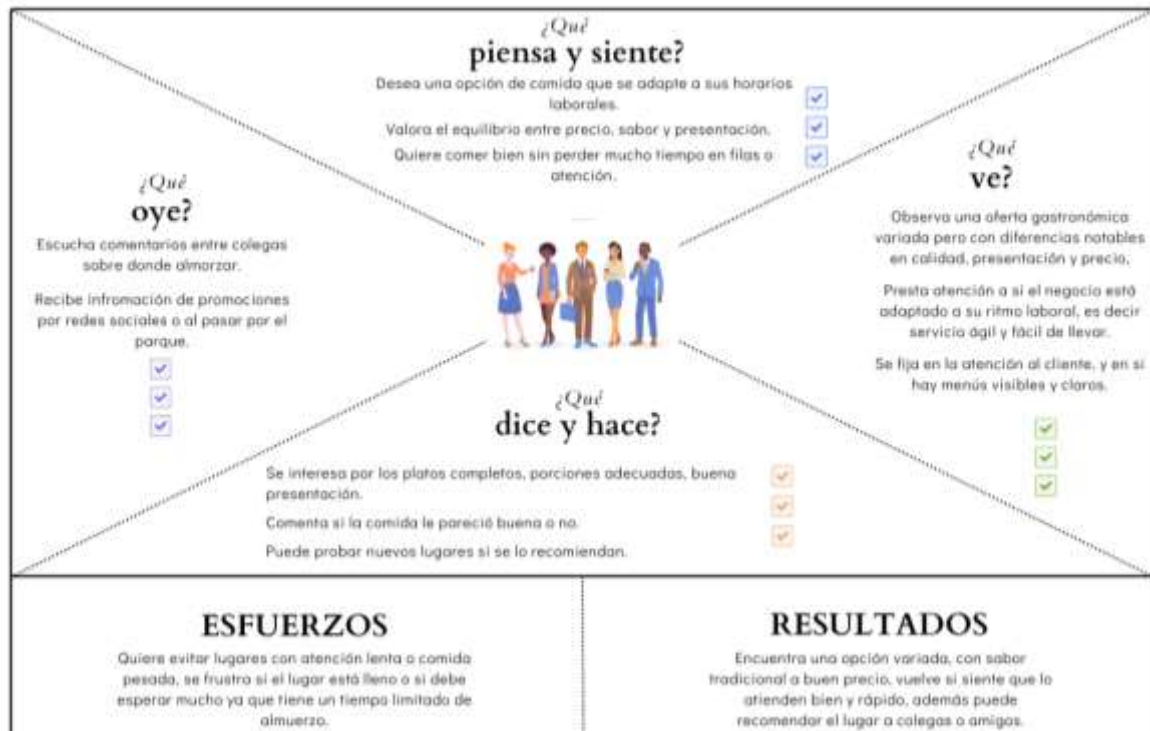 ¿Qué
piensa y siente?
Desea una opción de comida que se adapte a sus horarios
laborales.
Valora el equilibrio entre precio, sabor y presentación.
Quiere comer bien sin perder mucho tiempo en filas o
atención.
¿Qué
oye?
Escucha comentarios entre colegas
sobre donde almorzar.
Recibe infromación de promociones
por redes sociales o al pasar por el
parque.
¿Qué
ve?
Observa una oferta gastronómica
variada pero con diferencias notables
en calidad, presentación y precio.
Presta atención a si el negocio está
adaptado a su ritmo laboral, es decir
servicio ágil y fácil de llevar.
Se fija en la atención al cliente, y en si
hay menús visibles y claros.
¿Qué
dice y hace?
Se interesa por los platos completos, porciones adecuadas, buena
presentación.
Comenta si la comida le pareció buena o no.
Puede probar nuevos lugares si se lo recomiendan.
ESFUERZOS
Quiere evitar lugares con atención lenta o comida
pesada, se frustra si el lugar está lleno o si debe
esperar mucho ya que tiene un tiempo limitado de
almuerzo.
RESULTADOS
Encuentra una opción variada, con sabor
tradicional a buen precio, vuelve si siente que lo
atienden bien y rápido, además puede
recomendar el lugar a colegas o amigos.